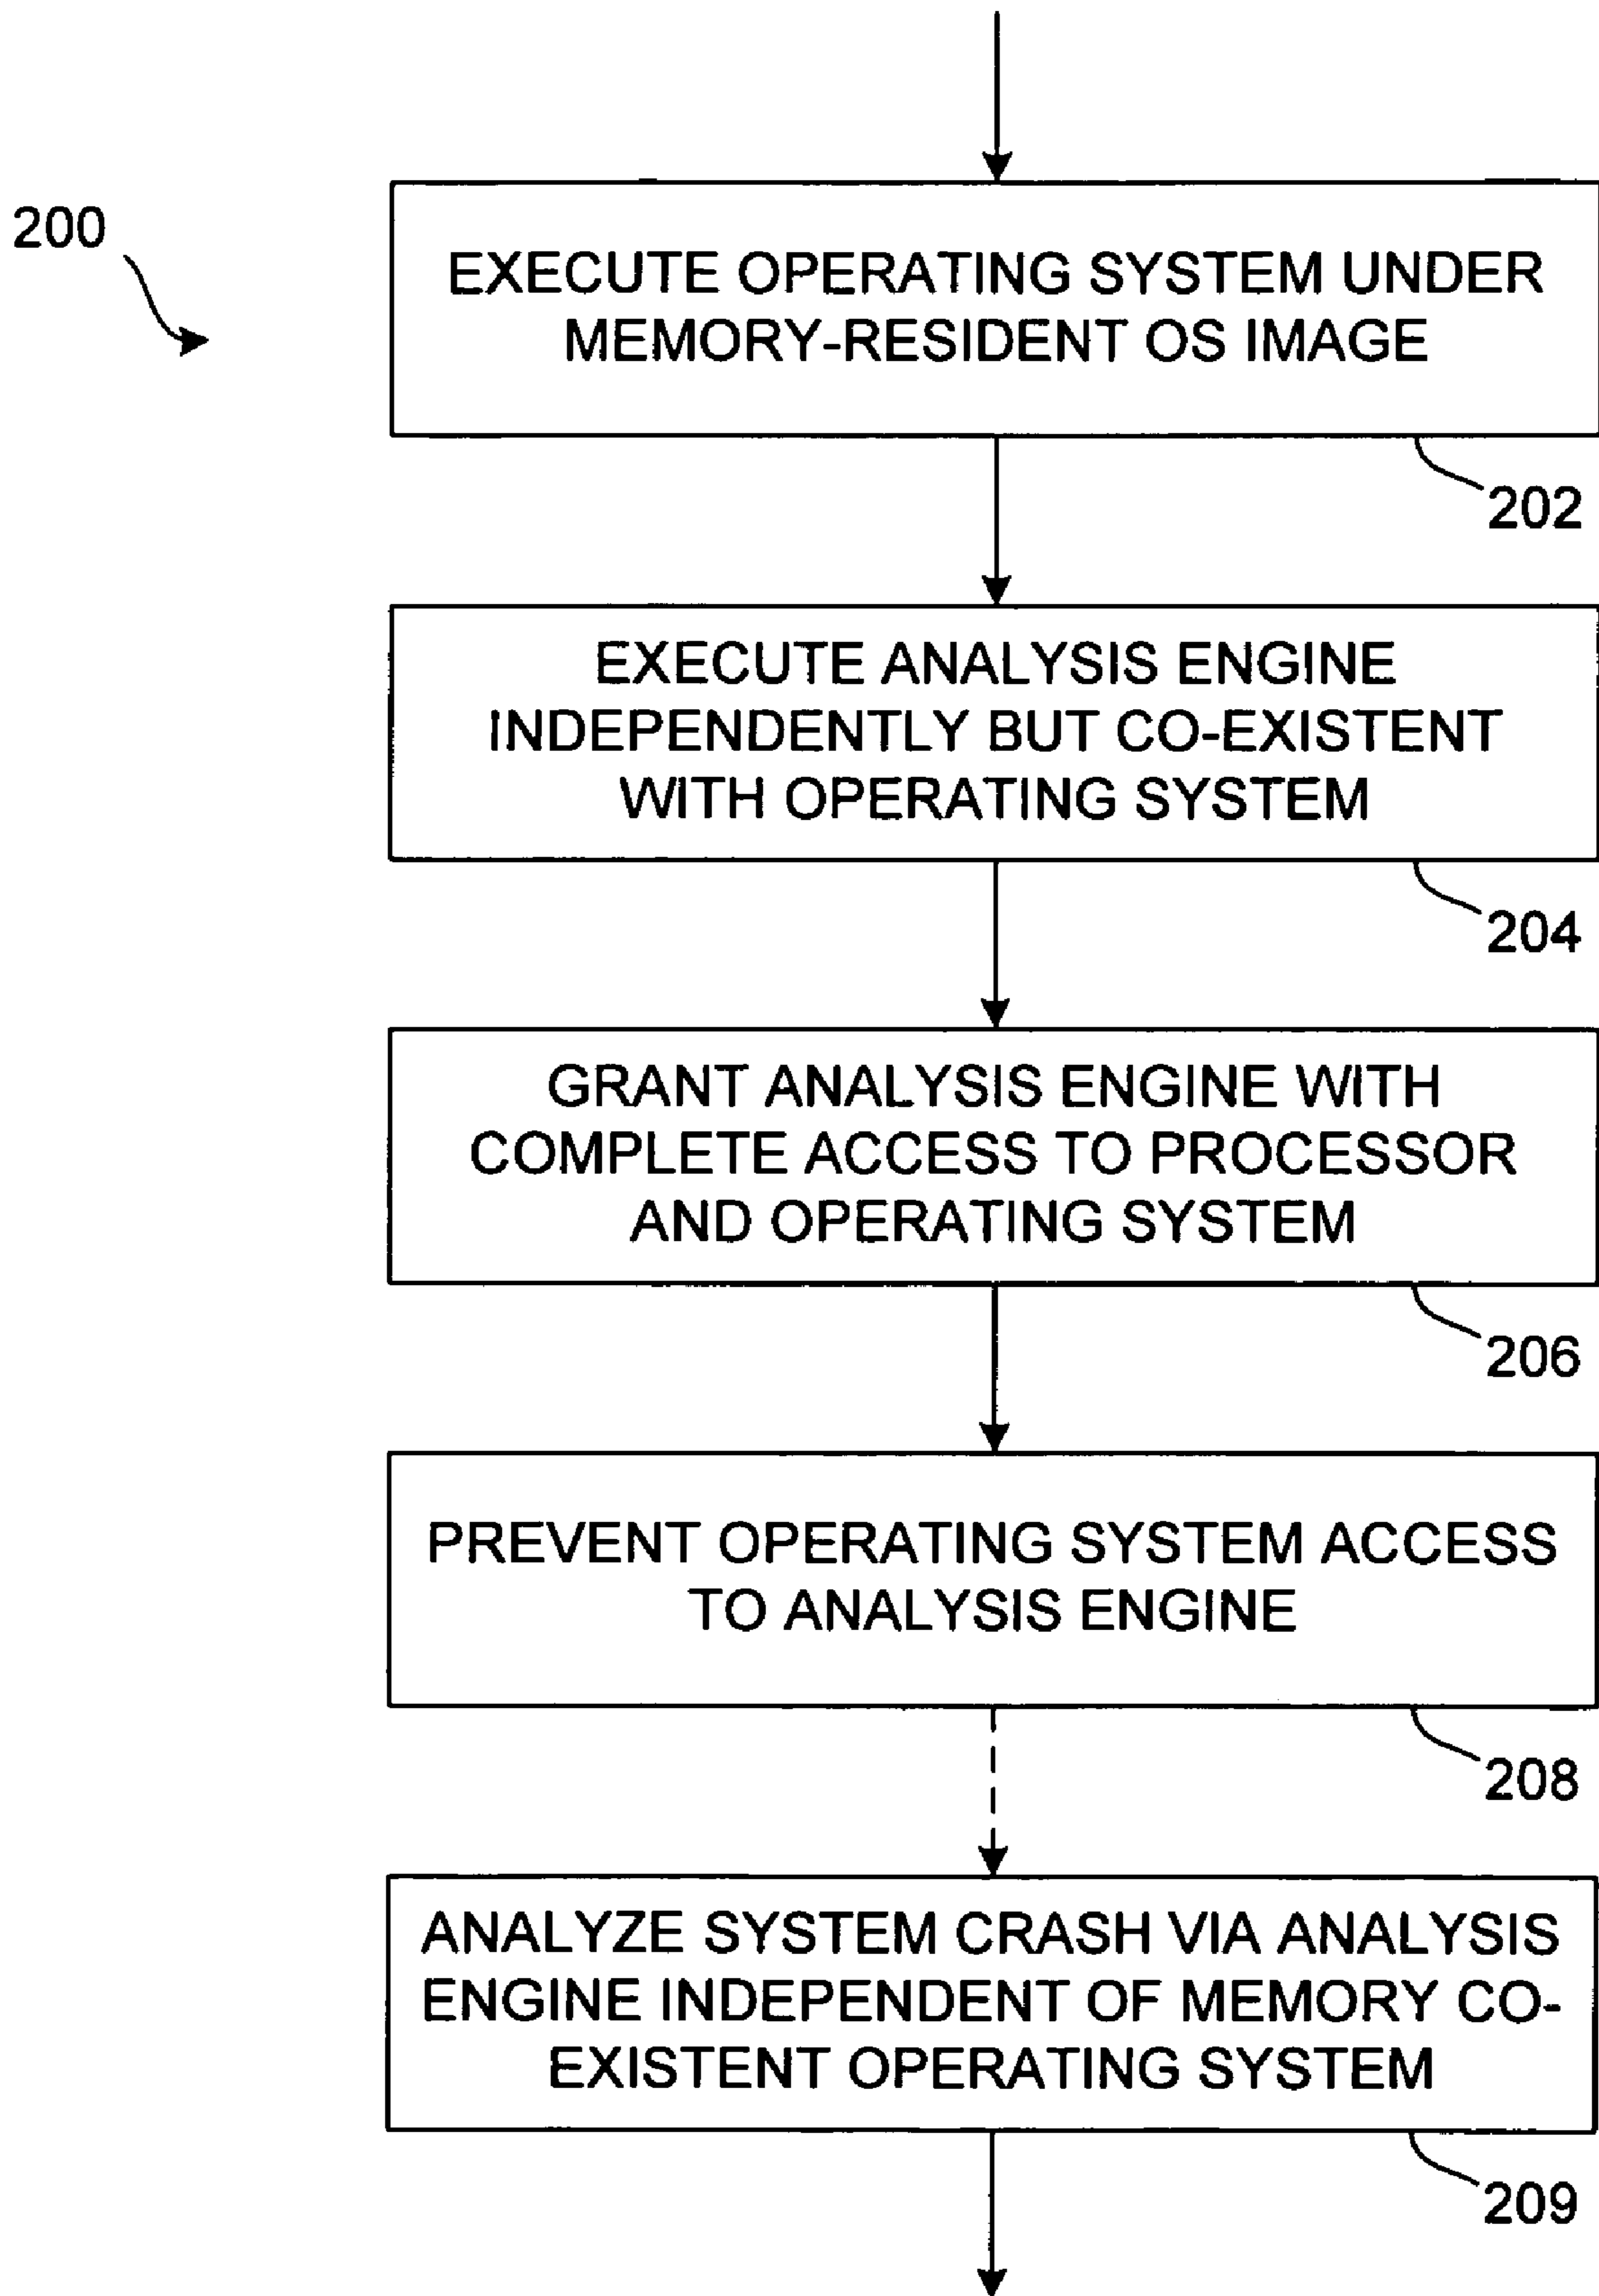 200
EXECUTE OPERATING SYSTEM UNDER
MEMORY-RESIDENT OS IMAGE
202
EXECUTE ANALYSIS ENGINE
INDEPENDENTLY BUT CO-EXISTENT
WITH OPERATING SYSTEM
204
GRANT ANALYSIS ENGINE WITH
COMPLETE ACCESS TO PROCESSOR
AND OPERATING SYSTEM
206
PREVENT OPERATING SYSTEM ACCESS
TO ANALYSIS ENGINE
208
ANALYZE SYSTEM CRASH VIA ANALYSIS
ENGINE INDEPENDENT OF MEMORY CO-
EXISTENT OPERATING SYSTEM
209